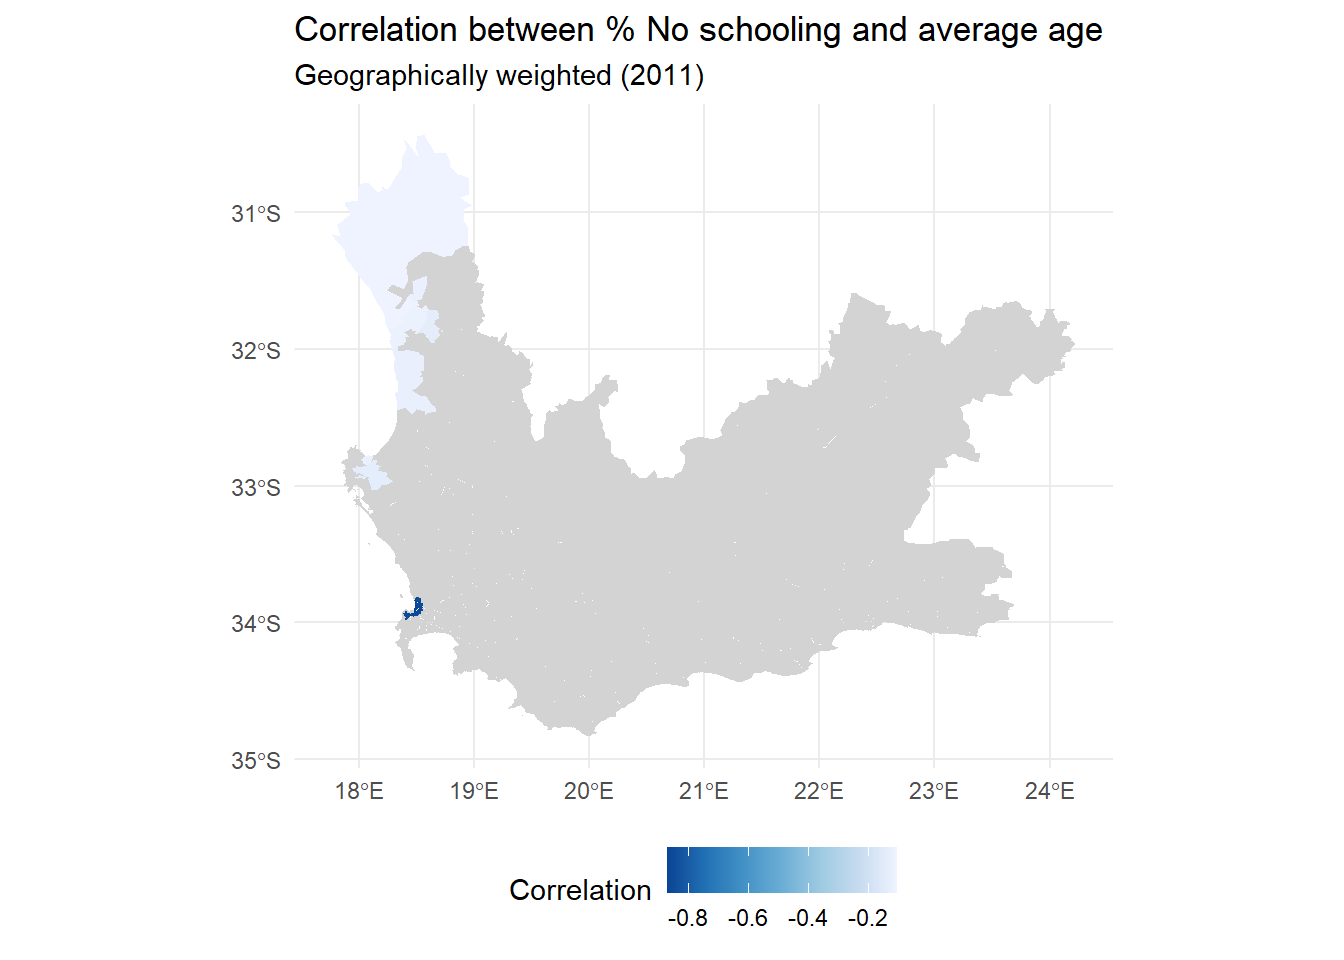 Correlation between % No schooling and average age
Geographically weighted (2011)
31°S
32°S
33°S
34°S
35°S
18°E 19°E 20°E 21°E 22°E 23°E 24°E
Correlation
-0.8 -0.6 -0.4 -0.2